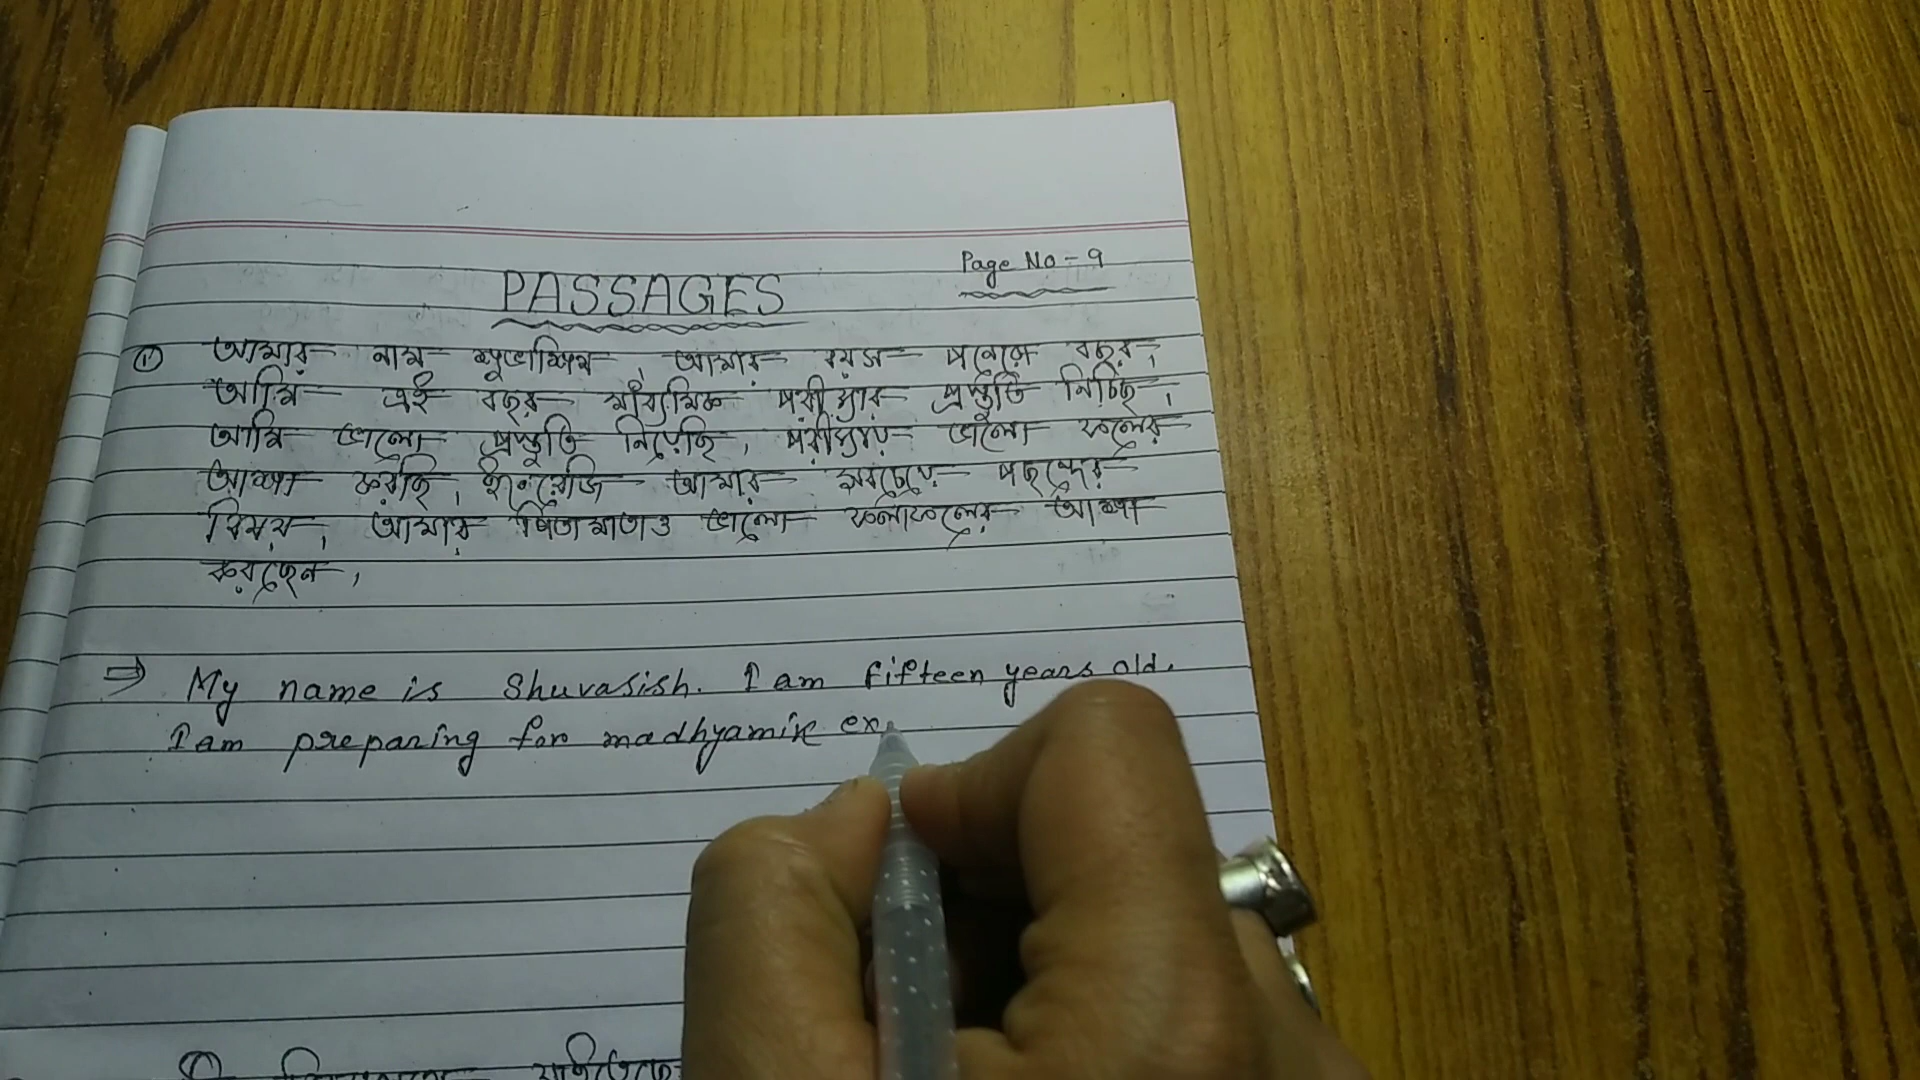 PASSAGES
Page No - 9
① আমার নাম শুভাশিষ, আমার বয়স পনেরো বছর,
আমি এই বছর মাধ্যমিক পরীক্ষার প্রস্তুতি নিচ্ছি,
আমি ভালো প্রস্তুতি নিয়েছি, পরীক্ষায় ভালো ফলের
আশা করছি, ইংরেজি আমার সবচেয়ে পছন্দের
বিষয়, আমার পিতামাতাও ভালো ফলাফলের আশা
করছেন,
⇒ My name is Shuvasish. I am fifteen years old.
I am preparing for madhyamik ex